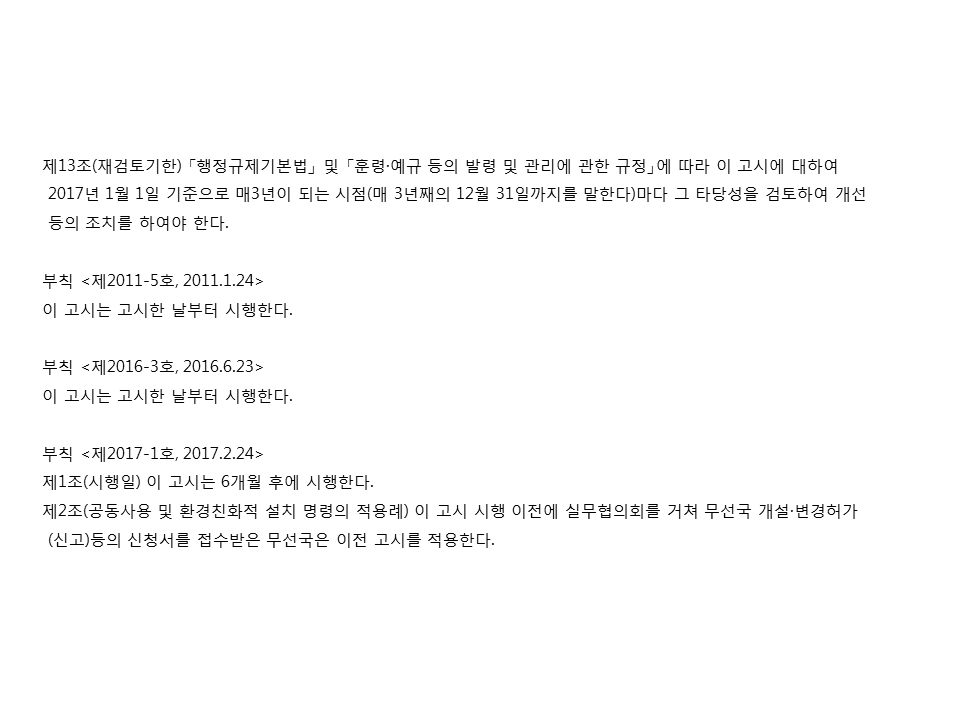 제13조(재검토기한) 「행정규제기본법」 및 「훈령·예규 등의 발령 및 관리에 관한 규정」에 따라 이 고시에 대하여
2017년 1월 1일 기준으로 매3년이 되는 시점(매 3년째의 12월 31일까지를 말한다)마다 그 타당성을 검토하여 개선
등의 조치를 하여야 한다.
부칙 <제2011-5호, 2011.1.24>
이 고시는 고시한 날부터 시행한다.
부칙 <제2016-3호, 2016.6.23>
이 고시는 고시한 날부터 시행한다.
부칙 <제2017-1호, 2017.2.24>
제1조(시행일) 이 고시는 6개월 후에 시행한다.
제2조(공동사용 및 환경친화적 설치 명령의 적용례) 이 고시 시행 이전에 실무협의회를 거쳐 무선국 개설·변경허가
(신고)등의 신청서를 접수받은 무선국은 이전 고시를 적용한다.